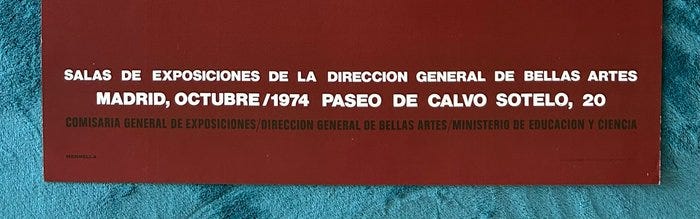 SALAS DE EXPOSICIONES DE LA DIRECCION GENERAL DE BELLAS ARTES
MADRID, OCTUBRE/1974 PASEO DE CALVO SOTELO, 20
COMISARIA GENERAL DE EXPOSICIONES/DIRECCION GENERAL DE BELLAS ARTES/MINISTERIO DE EDUCACION Y CIENCIA